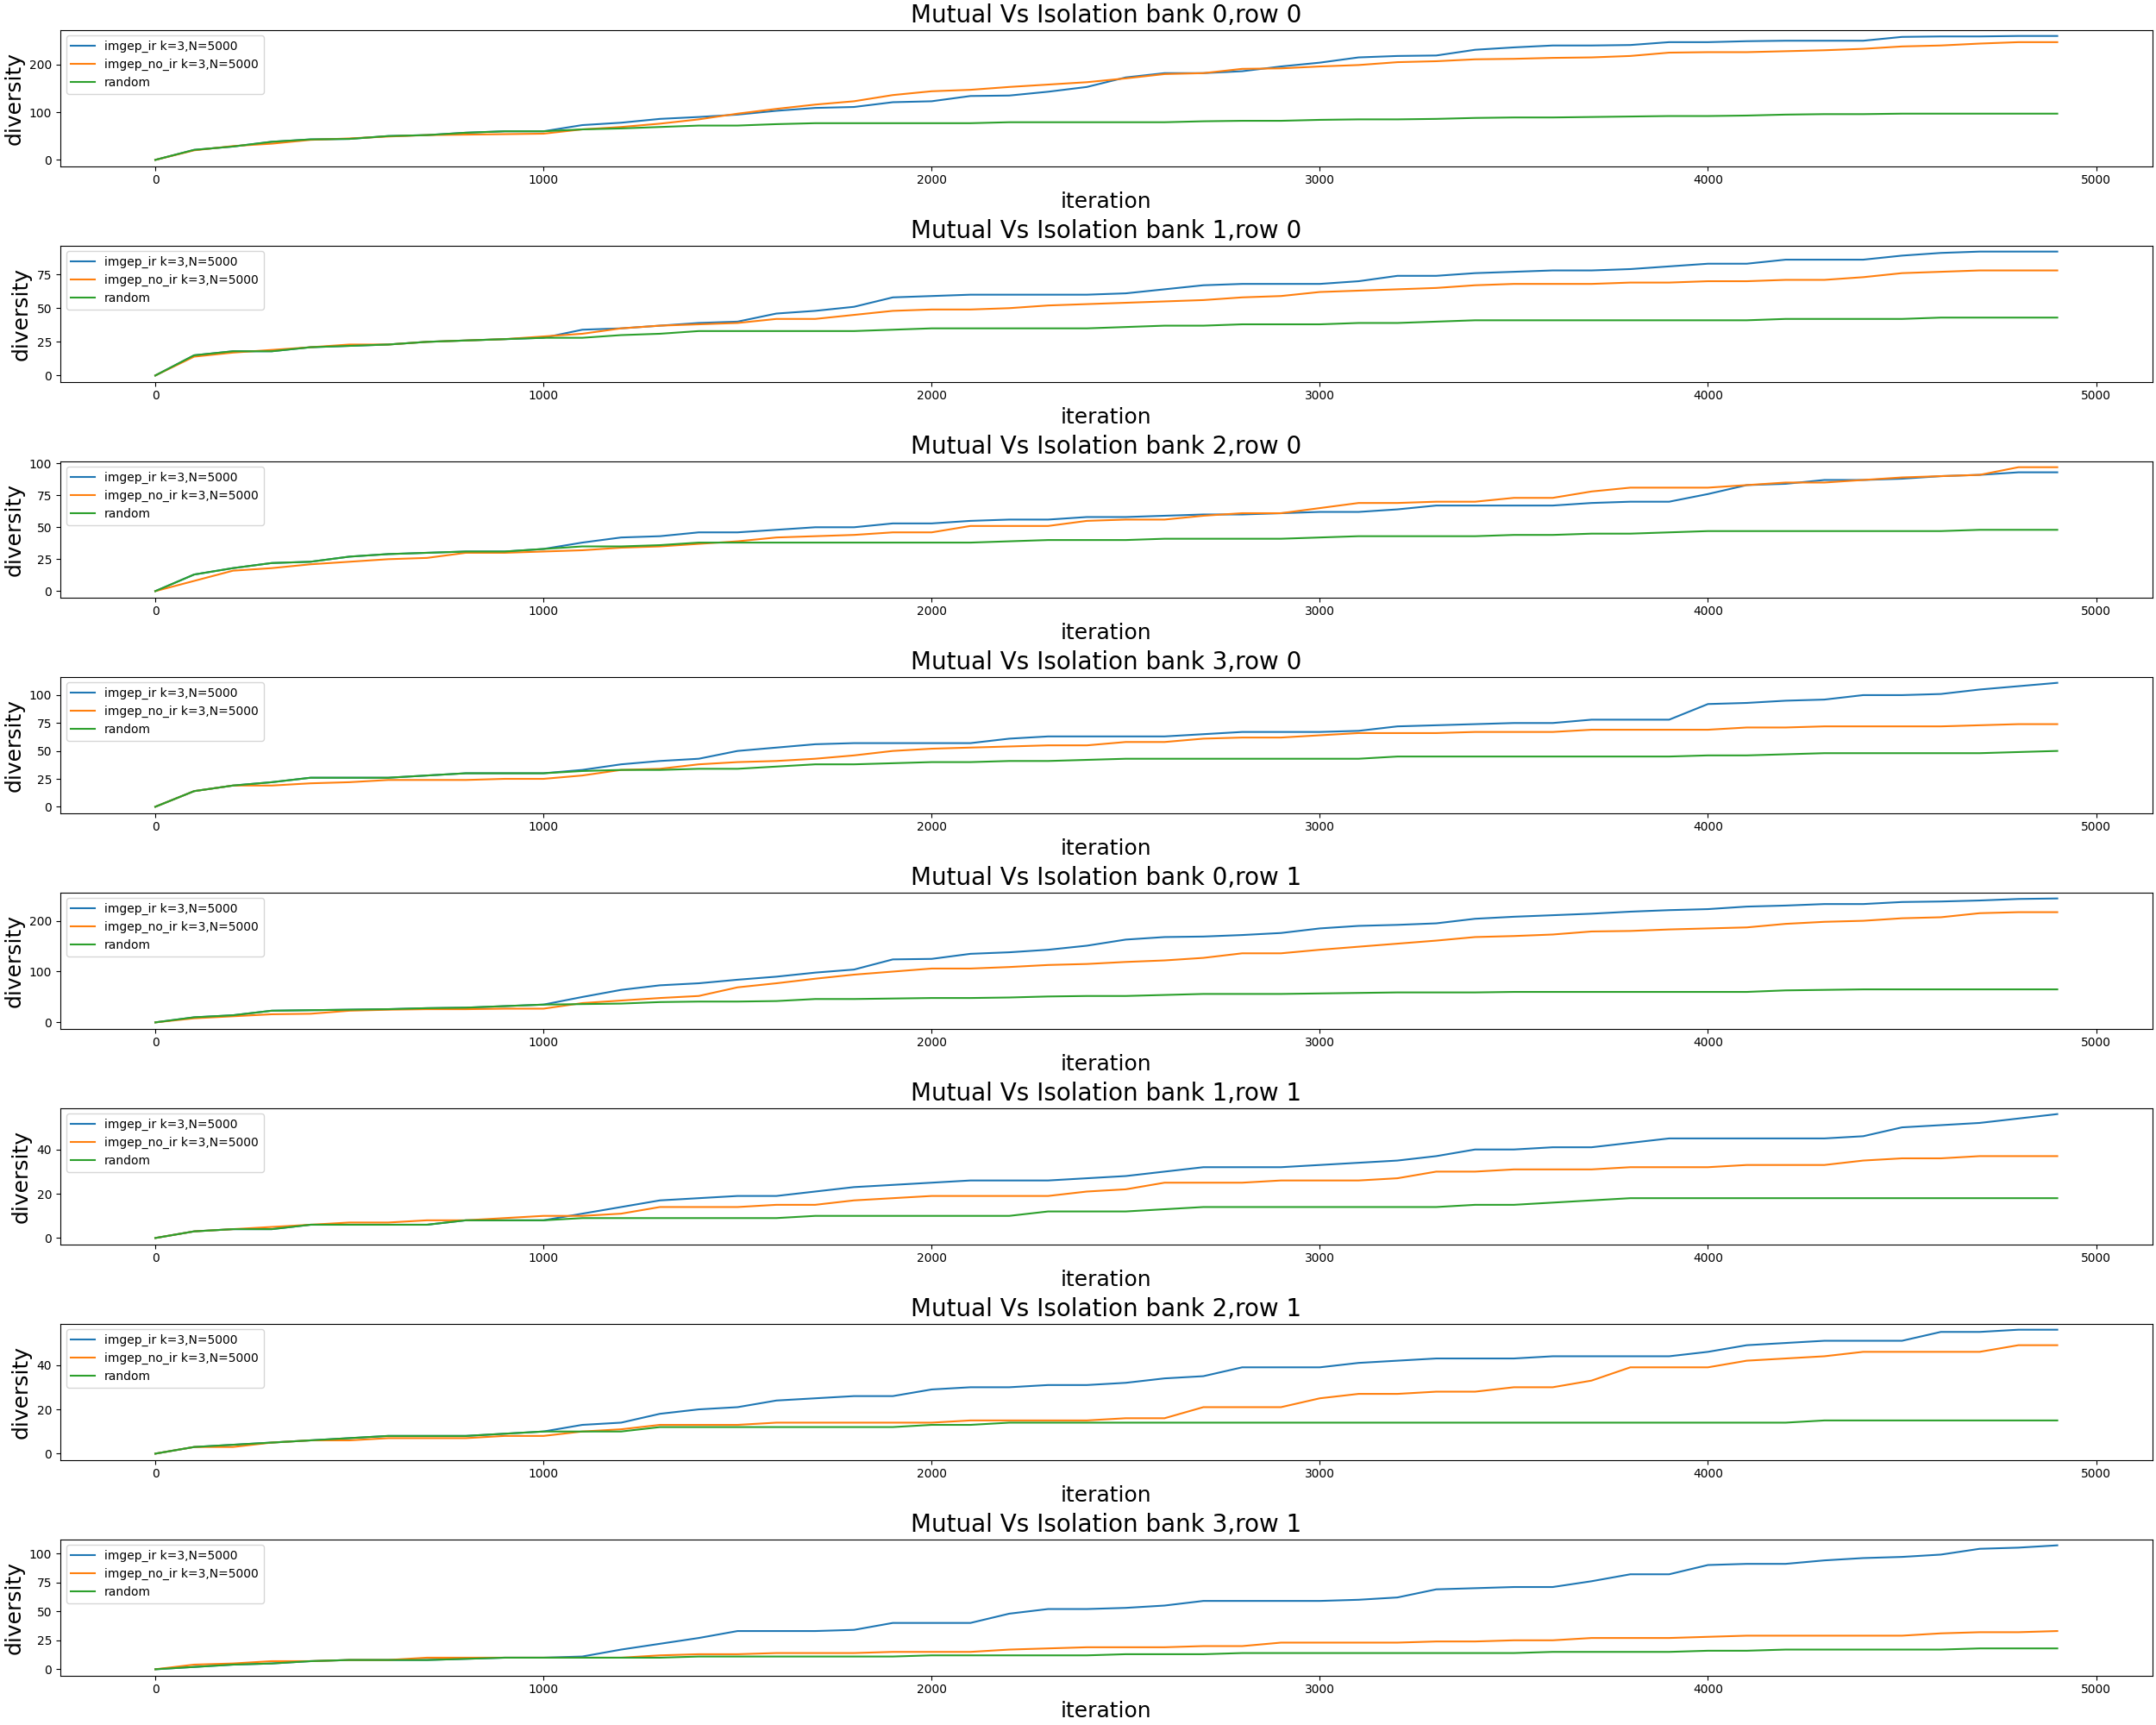 Mutual Vs Isolation bank 0,row 0
imgep_ir k=3,N=5000
imgep_no_ir k=3,N=5000
random
diversity
200
100
0
0 1000 2000 3000 4000 5000
iteration
Mutual Vs Isolation bank 1,row 0
imgep_ir k=3,N=5000
imgep_no_ir k=3,N=5000
random
diversity
75
50
25
0
0 1000 2000 3000 4000 5000
iteration
Mutual Vs Isolation bank 2,row 0
imgep_ir k=3,N=5000
imgep_no_ir k=3,N=5000
random
diversity
100
75
50
25
0
0 1000 2000 3000 4000 5000
iteration
Mutual Vs Isolation bank 3,row 0
imgep_ir k=3,N=5000
imgep_no_ir k=3,N=5000
random
diversity
100
75
50
25
0
0 1000 2000 3000 4000 5000
iteration
Mutual Vs Isolation bank 0,row 1
imgep_ir k=3,N=5000
imgep_no_ir k=3,N=5000
random
diversity
200
100
0
0 1000 2000 3000 4000 5000
iteration
Mutual Vs Isolation bank 1,row 1
imgep_ir k=3,N=5000
imgep_no_ir k=3,N=5000
random
diversity
40
20
0
0 1000 2000 3000 4000 5000
iteration
Mutual Vs Isolation bank 2,row 1
imgep_ir k=3,N=5000
imgep_no_ir k=3,N=5000
random
diversity
40
20
0
0 1000 2000 3000 4000 5000
iteration
Mutual Vs Isolation bank 3,row 1
imgep_ir k=3,N=5000
imgep_no_ir k=3,N=5000
random
diversity
100
75
50
25
0
0 1000 2000 3000 4000 5000
iteration